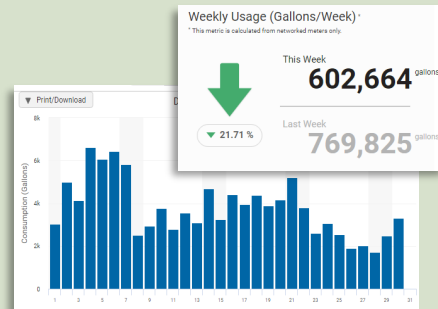 Weekly Usage (Gallons/Week) *
* This metric is calculated from networked meters only.
This Week
602,664 gallons
▼ 21.71 %
Last Week
769,825 gallons
▼ Print/Download
D
Consumption (Gallons)
8k
6k
4k
2k
0
1 3 5 7 9 11 13 15 17 19 21 23 25 27 29 31